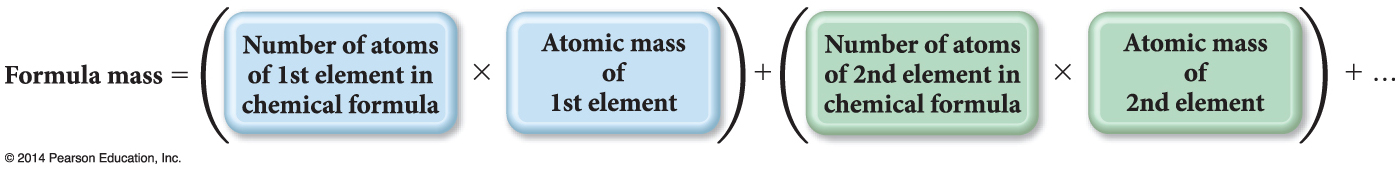 Formula mass = (Number of atoms of 1st element in chemical formula × Atomic mass of 1st element) + (Number of atoms of 2nd element in chemical formula × Atomic mass of 2nd element) + ...
© 2014 Pearson Education, Inc.